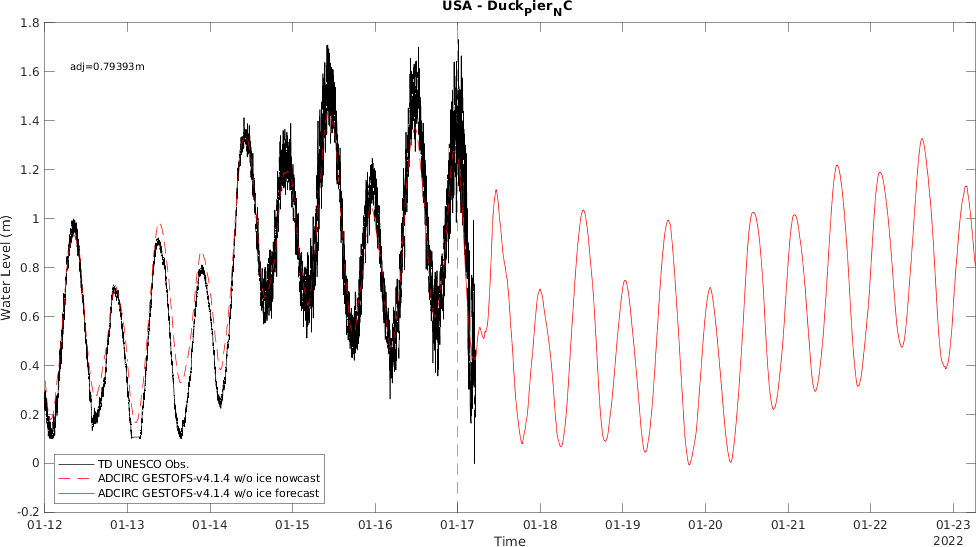 USA - Duck_Pier_NC
1.8
1.6
1.4
1.2
1
0.8
0.6
0.4
0.2
0
-0.2
Water Level (m)
adj=0.79393m
TD UNESCO Obs.
ADCIRC GESTOFS-v4.1.4 w/o ice nowcast
ADCIRC GESTOFS-v4.1.4 w/o ice forecast
01-12 01-13 01-14 01-15 01-16 01-17 01-18 01-19 01-20 01-21 01-22 01-23
Time
2022